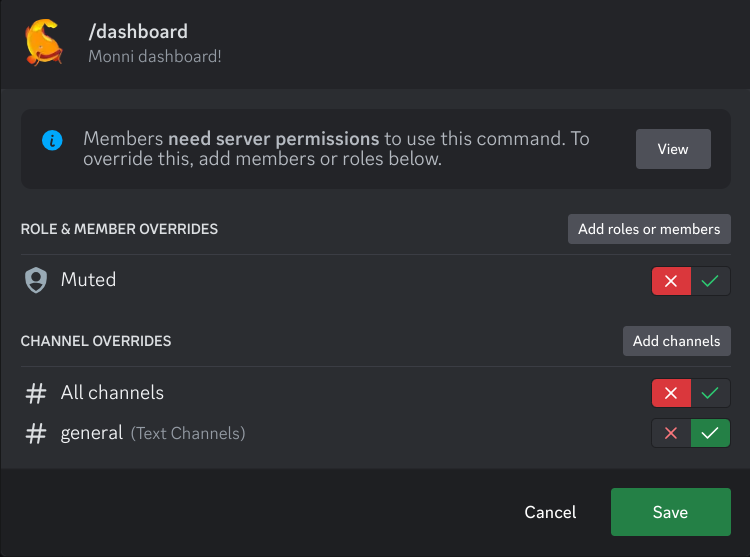 /dashboard
Monni dashboard!
Members need server permissions to use this command. To
override this, add members or roles below.
View
ROLE & MEMBER OVERRIDES
Add roles or members
Muted
CHANNEL OVERRIDES
Add channels
# All channels
# general (Text Channels)
Cancel
Save